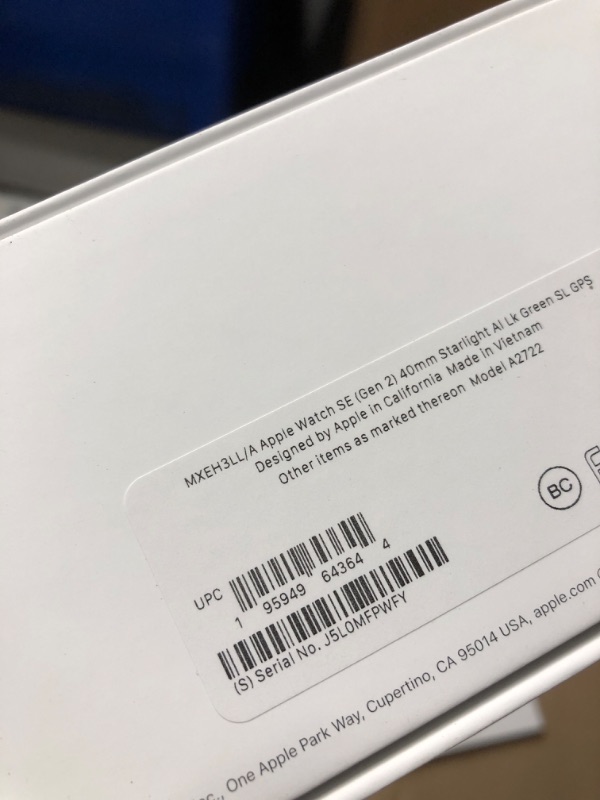 MXEH3LL/A Apple Watch SE (Gen 2) 40mm Starlight Al Lk Green SL GPS
Designed by Apple in California Made in Vietnam
Other items as marked thereon Model A2722
BC
UPC
1 95949 64364 4
(S) Serial No. J5L0MFPWFY
One Apple Park Way, Cupertino, CA 95014 USA, apple.com